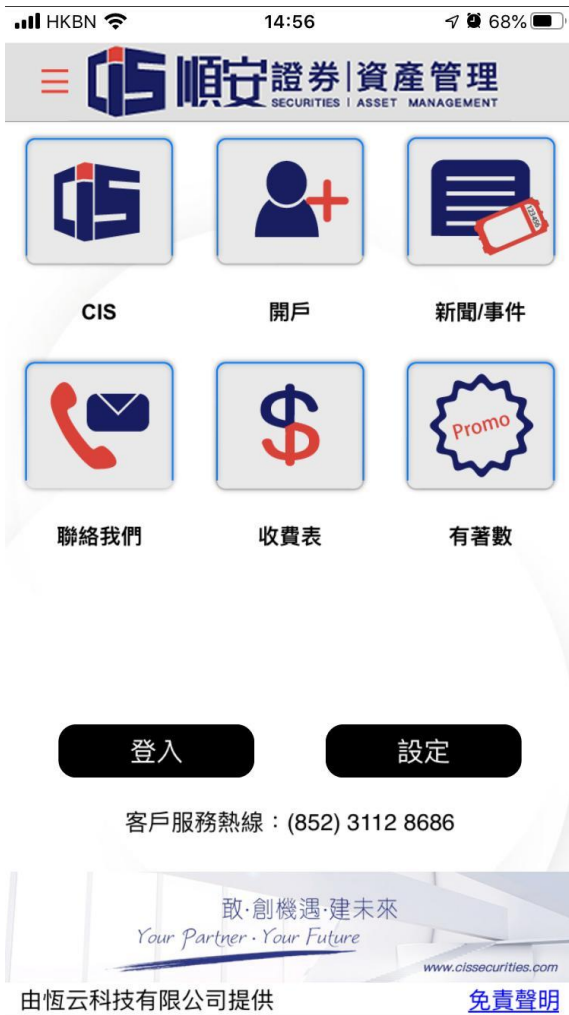 HKBN 14:56 68%
CIS 順安證券|資產管理
SECURITIES | ASSET MANAGEMENT
CIS
123456
CIS 開戶 新聞/事件
$ Promo
聯絡我們 收費表 有著數
登入 設定
客戶服務熱線：(852) 3112 8686
敢·創機遇·建未來
Your Partner · Your Future
www.cissecurities.com
由恆云科技有限公司提供 免責聲明